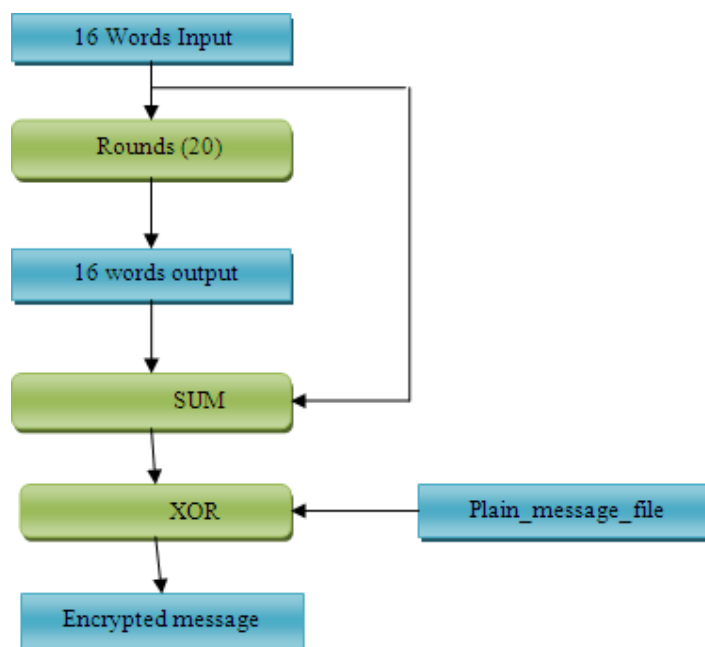 16 Words Input
Rounds (20)
16 words output
SUM
XOR
Plain_message_file
Encrypted message